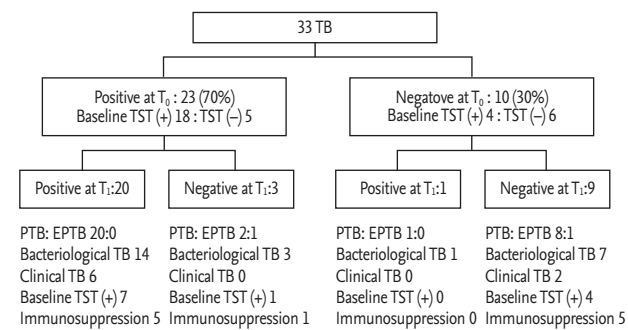 33 TB
Positive at T₀ : 23 (70%)
Baseline TST (+) 18 : TST (–) 5
Negatove at T₀ : 10 (30%)
Baseline TST (+) 4 : TST (–) 6
Positive at T₁:20
Negative at T₁:3
Positive at T₁:1
Negative at T₁:9
PTB: EPTB 20:0
Bacteriological TB 14
Clinical TB 6
Baseline TST (+) 7
Immunosuppression 5
PTB: EPTB 2:1
Bacteriological TB 3
Clinical TB 0
Baseline TST (+) 1
Immunosuppression 1
PTB: EPTB 1:0
Bacteriological TB 1
Clinical TB 0
Baseline TST (+) 0
Immunosuppression 0
PTB: EPTB 8:1
Bacteriological TB 7
Clinical TB 2
Baseline TST (+) 4
Immunosuppression 5